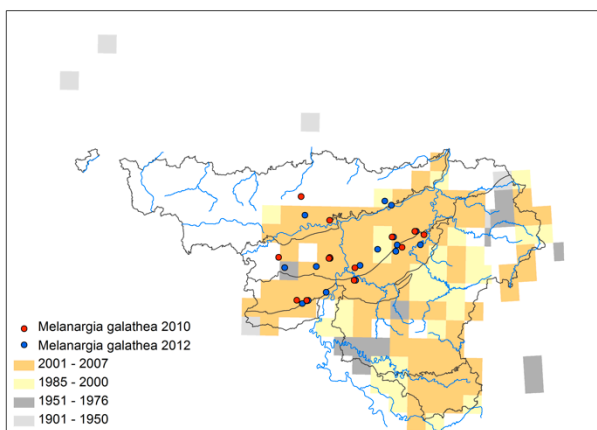 Melanargia galathea 2010
Melanargia galathea 2012
2001 - 2007
1985 - 2000
1951 - 1976
1901 - 1950